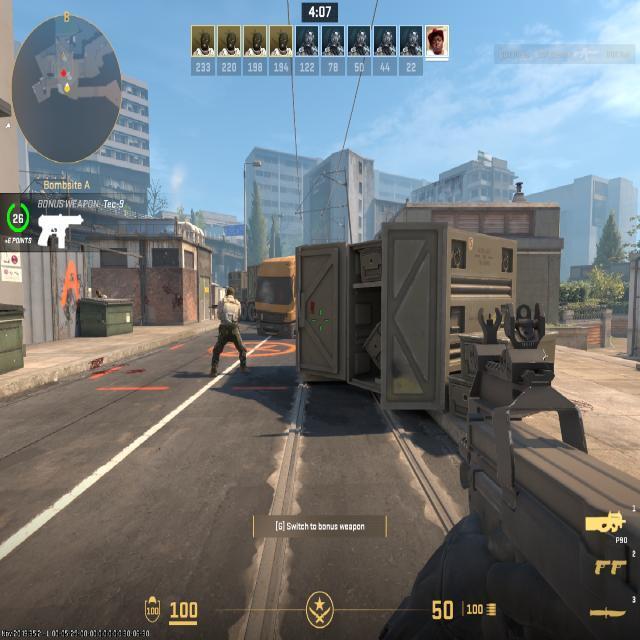 B
4:07
233 220 198 194 122 78 50 44 22
Bombsite A
26
BONUS WEAPON: Tec-9
+6 POINTS
A
[G] Switch to bonus weapon
1
P90
2
3
100
100
50
100